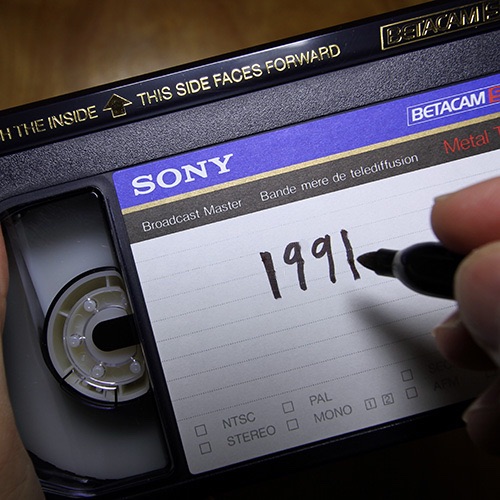 BETACAM
H THE INSIDE THIS SIDE FACES FORWARD
BETACAM
SONY
Metal
Broadcast Master Bande mere de telediffusion
1991
NTSC PAL
STEREO MONO 1 2